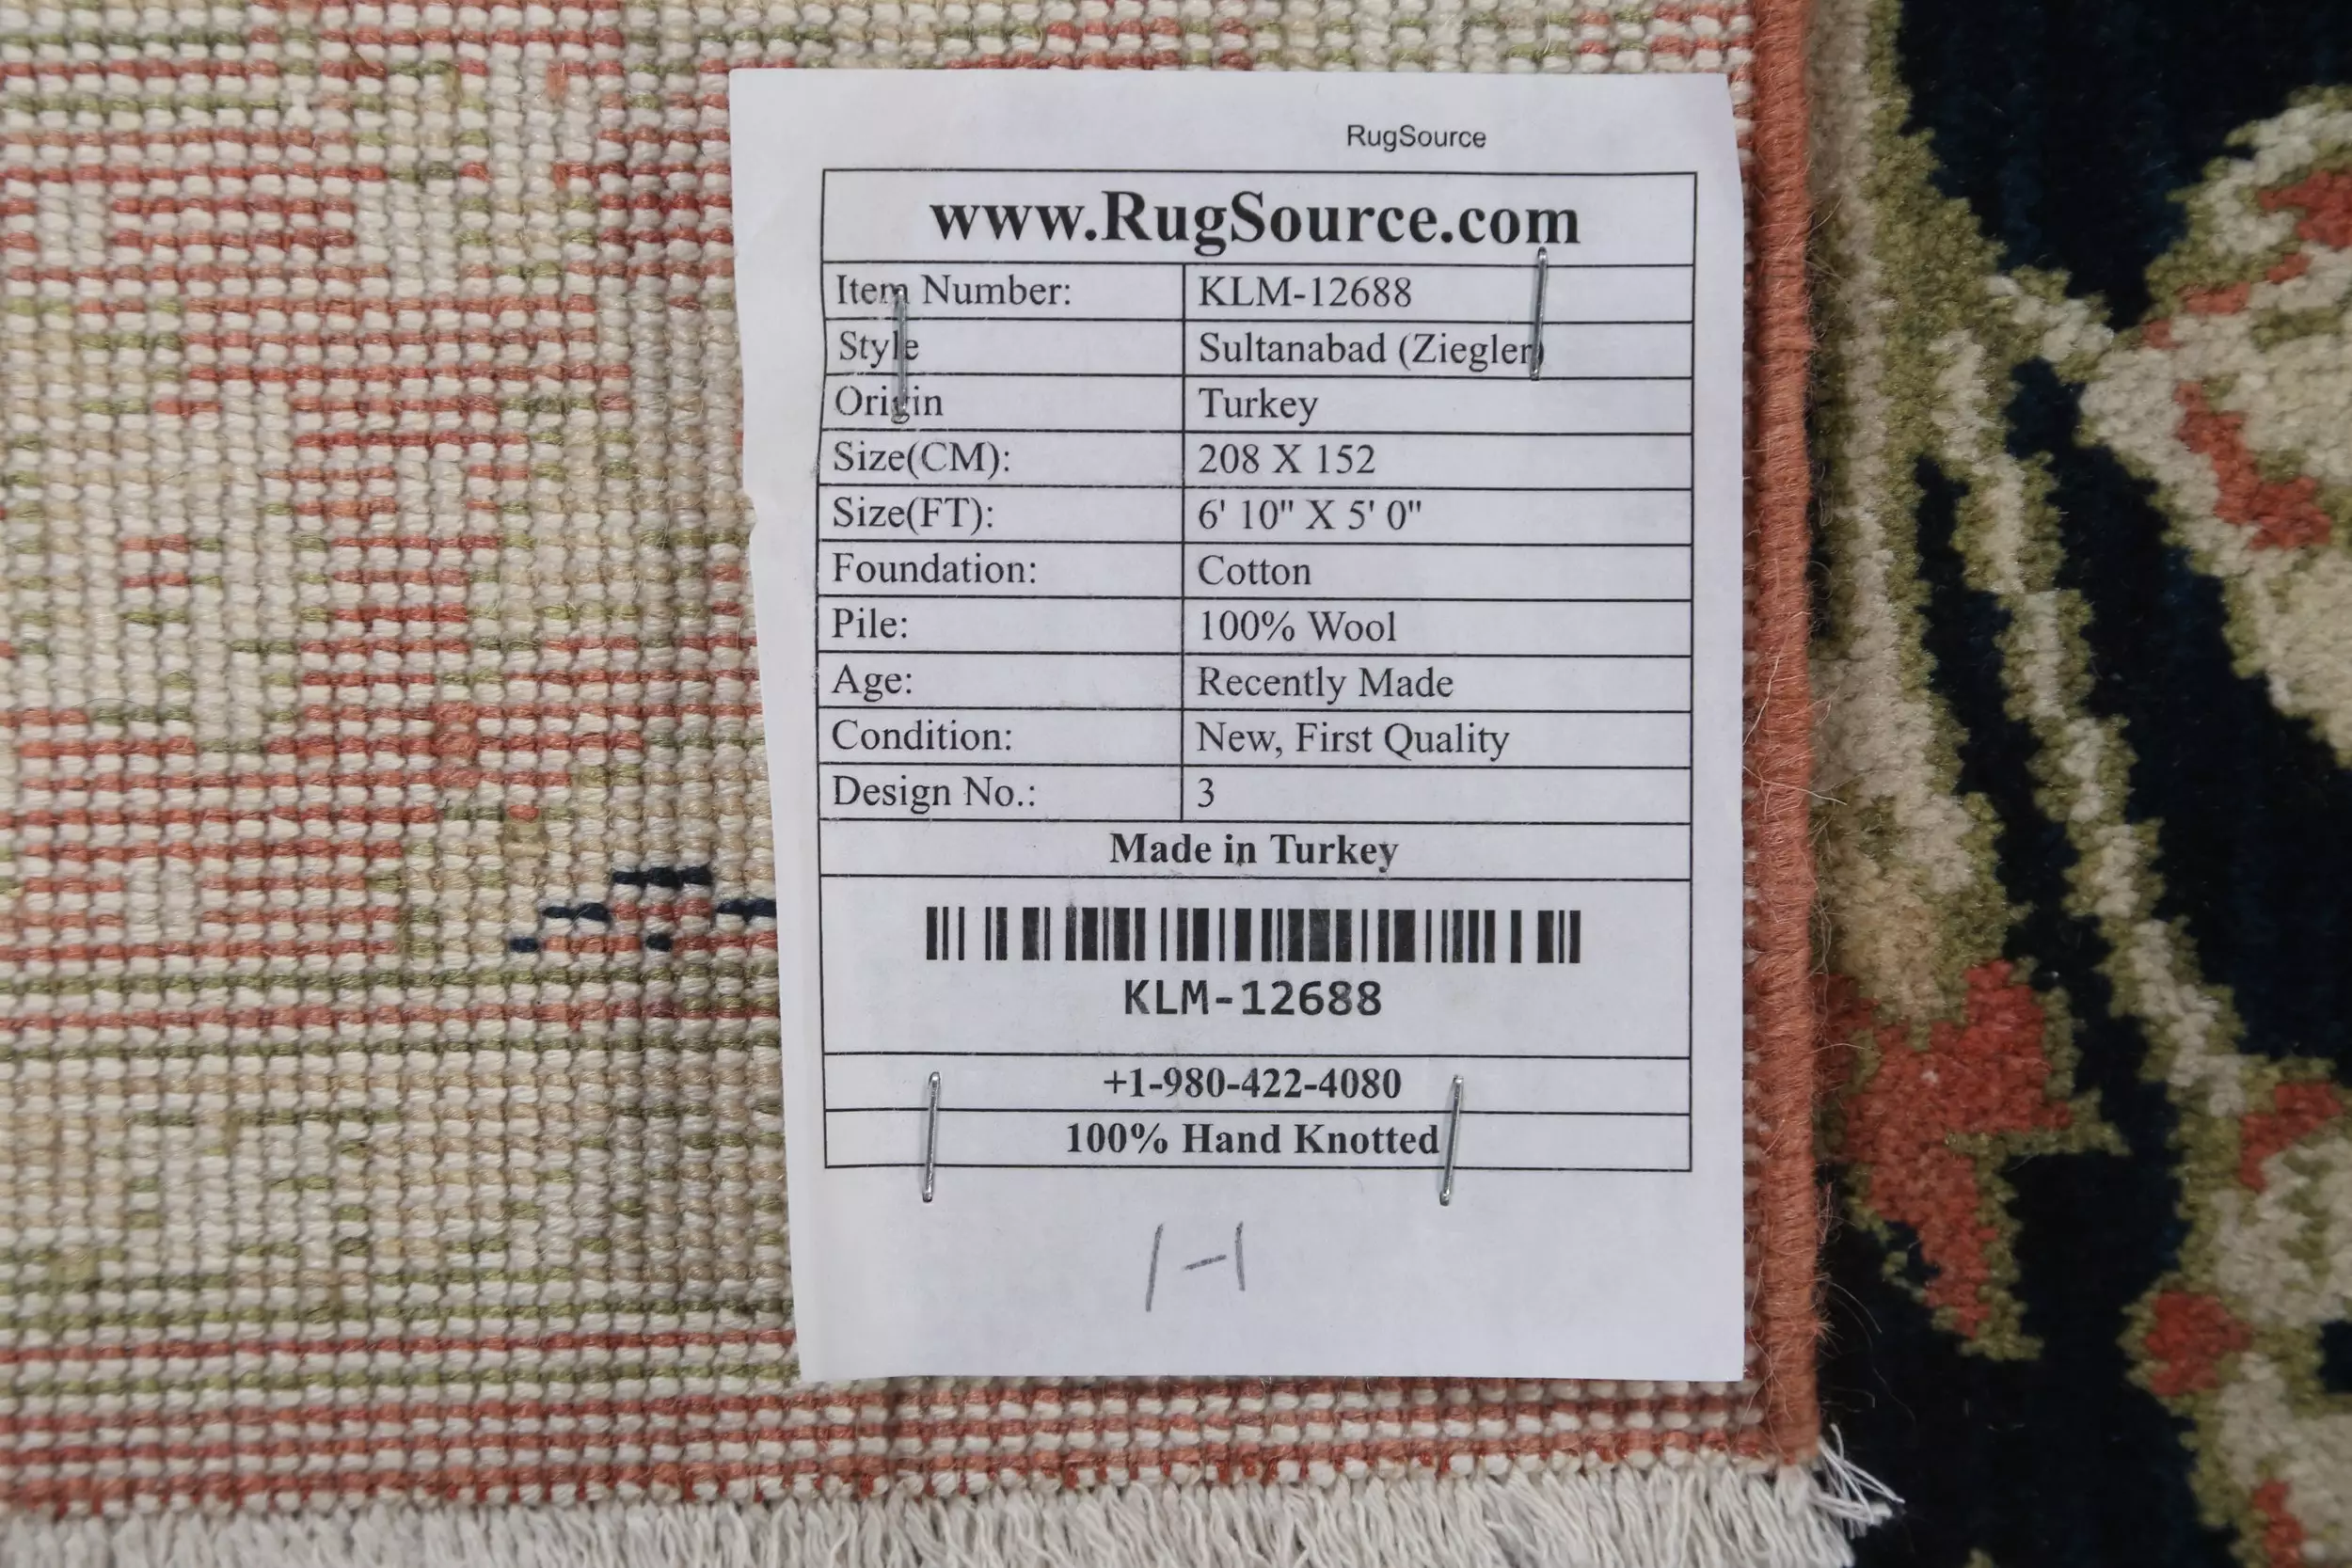 RugSource
www.RugSource.com
Item Number: KLM-12688
Style Sultanabad (Ziegler)
Origin Turkey
Size(CM): 208 X 152
Size(FT): 6' 10" X 5' 0"
Foundation: Cotton
Pile: 100% Wool
Age: Recently Made
Condition: New, First Quality
Design No.: 3
Made in Turkey
KLM-12688
+1-980-422-4080
100% Hand Knotted
1-1